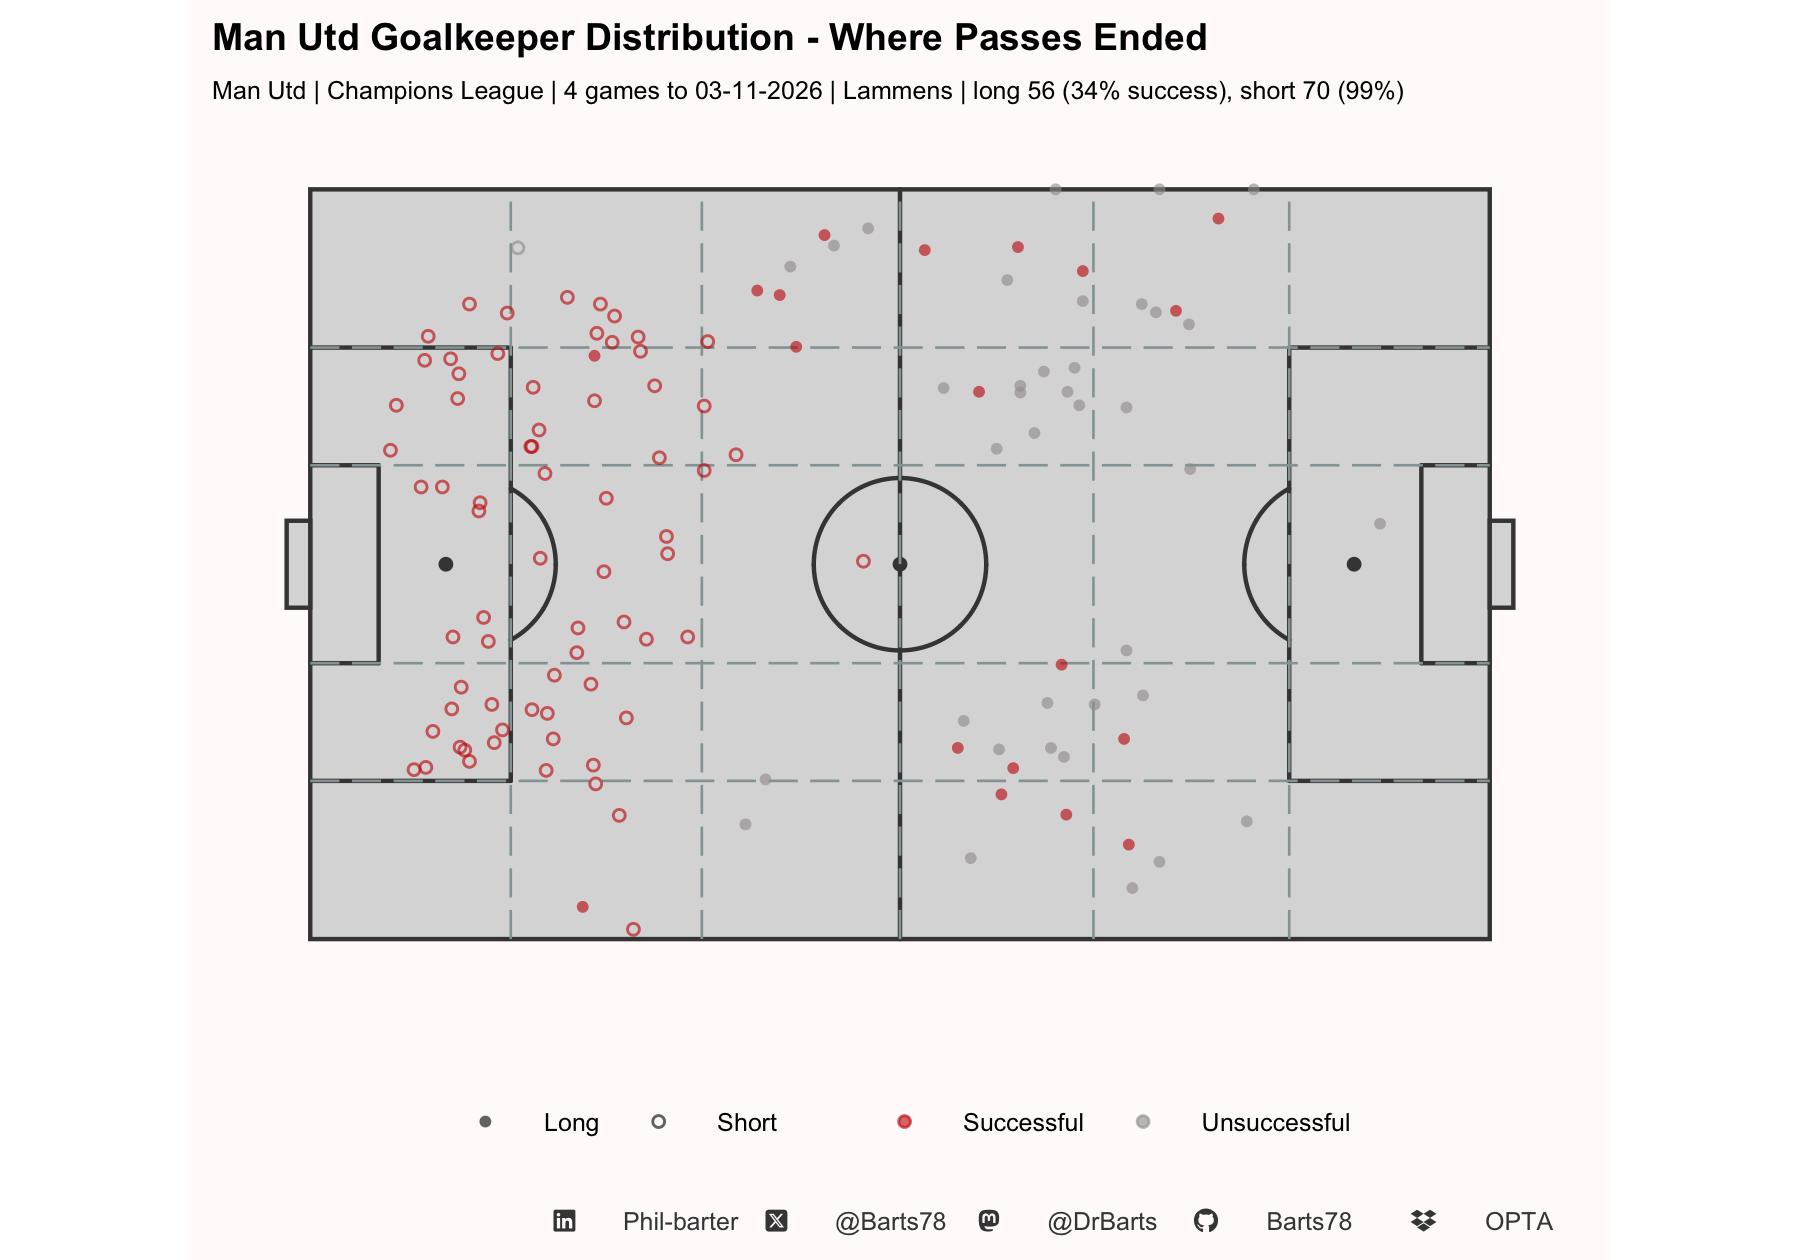 Man Utd Goalkeeper Distribution - Where Passes Ended
Man Utd | Champions League | 4 games to 03-11-2026 | Lammens | long 56 (34% success), short 70 (99%)
Long Short Successful Unsuccessful
Phil-barter @Barts78 @DrBarts Barts78 OPTA